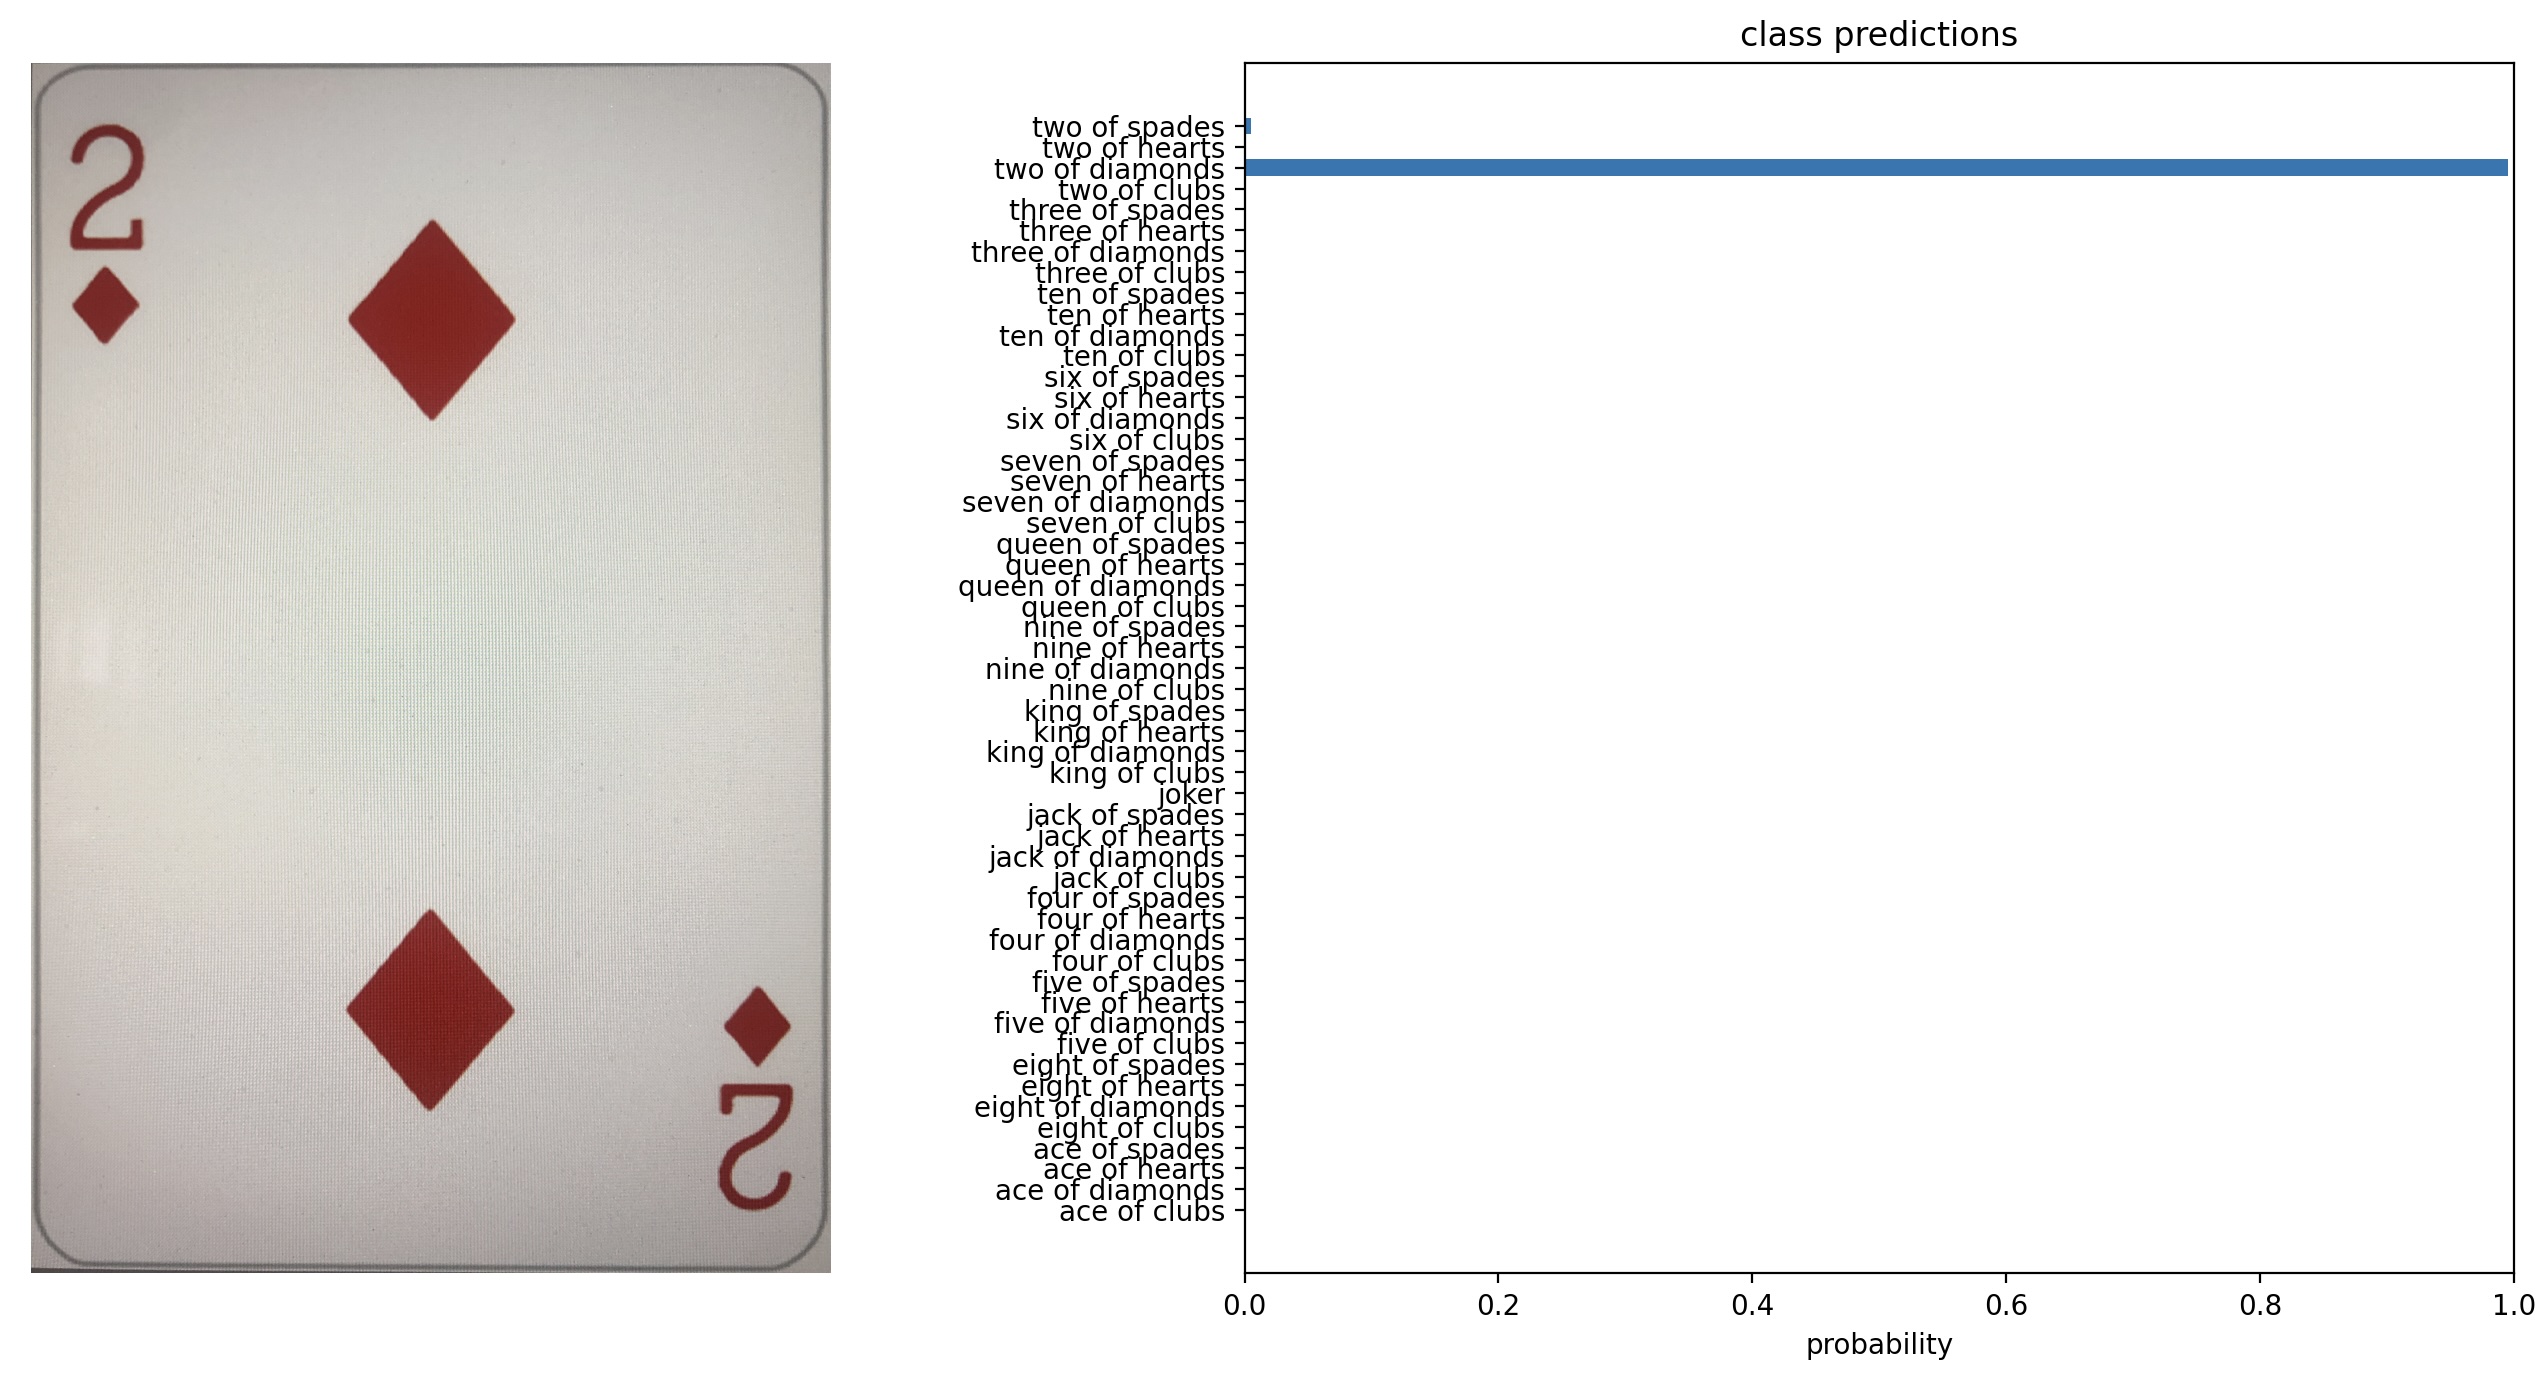 2
2
class predictions
two of spades
two of hearts
two of diamonds
two of clubs
three of spades
three of hearts
three of diamonds
three of clubs
ten of spades
ten of hearts
ten of diamonds
ten of clubs
six of spades
six of hearts
six of diamonds
six of clubs
seven of spades
seven of hearts
seven of diamonds
seven of clubs
queen of spades
queen of hearts
queen of diamonds
queen of clubs
nine of spades
nine of hearts
nine of diamonds
nine of clubs
king of spades
king of hearts
king of diamonds
king of clubs
joker
jack of spades
jack of hearts
jack of diamonds
jack of clubs
four of spades
four of hearts
four of diamonds
four of clubs
five of spades
five of hearts
five of diamonds
five of clubs
eight of spades
eight of hearts
eight of diamonds
eight of clubs
ace of spades
ace of hearts
ace of diamonds
ace of clubs
0.0 0.2 0.4 0.6 0.8 1.0
probability